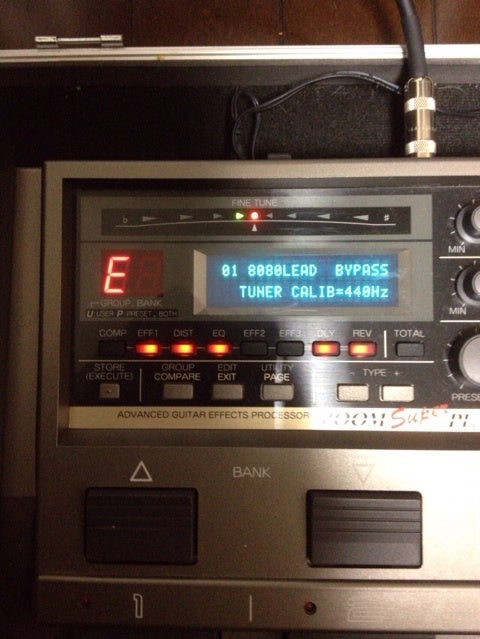 FINE TUNE
♭ ♯
E
01 8080LEAD BYPASS
TUNER CALIB=440Hz
GROUP, BANK
U:USER P:PRESET, BOTH
MIN
MIN
COMP EFF1 DIST EQ EFF2 EFF3 DLY REV TOTAL
STORE (EXECUTE)
GROUP COMPARE
EDIT EXIT
UTILITY PAGE
- TYPE +
ADVANCED GUITAR EFFECTS PROCESSOR
ZOOM Super
BANK
1
2